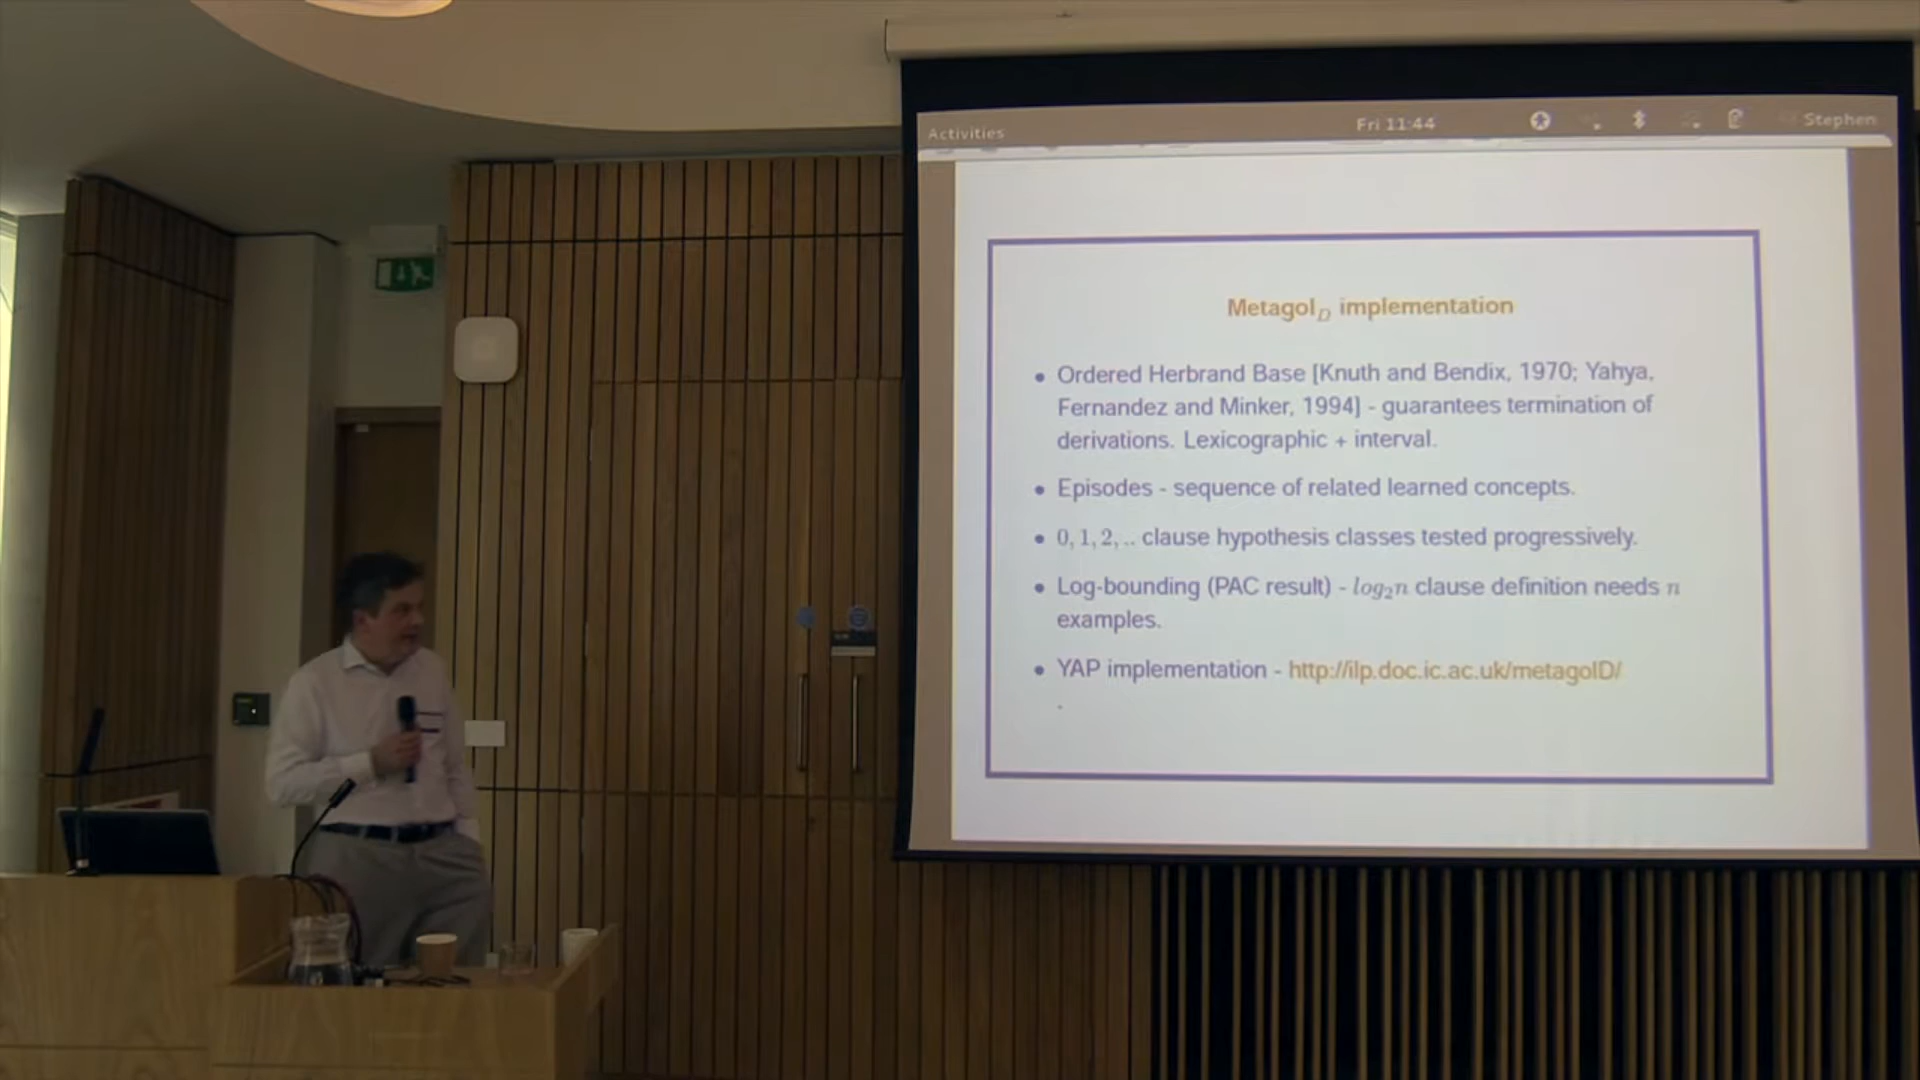 Activities
Fri 11:44
Stephen
Metagol_D implementation
• Ordered Herbrand Base [Knuth and Bendix, 1970; Yahya,
Fernandez and Minker, 1994] - guarantees termination of
derivations. Lexicographic + interval.
• Episodes - sequence of related learned concepts.
• 0, 1, 2, .. clause hypothesis classes tested progressively.
• Log-bounding (PAC result) - log₂n clause definition needs n
examples.
• YAP implementation - http://ilp.doc.ic.ac.uk/metagolD/
.